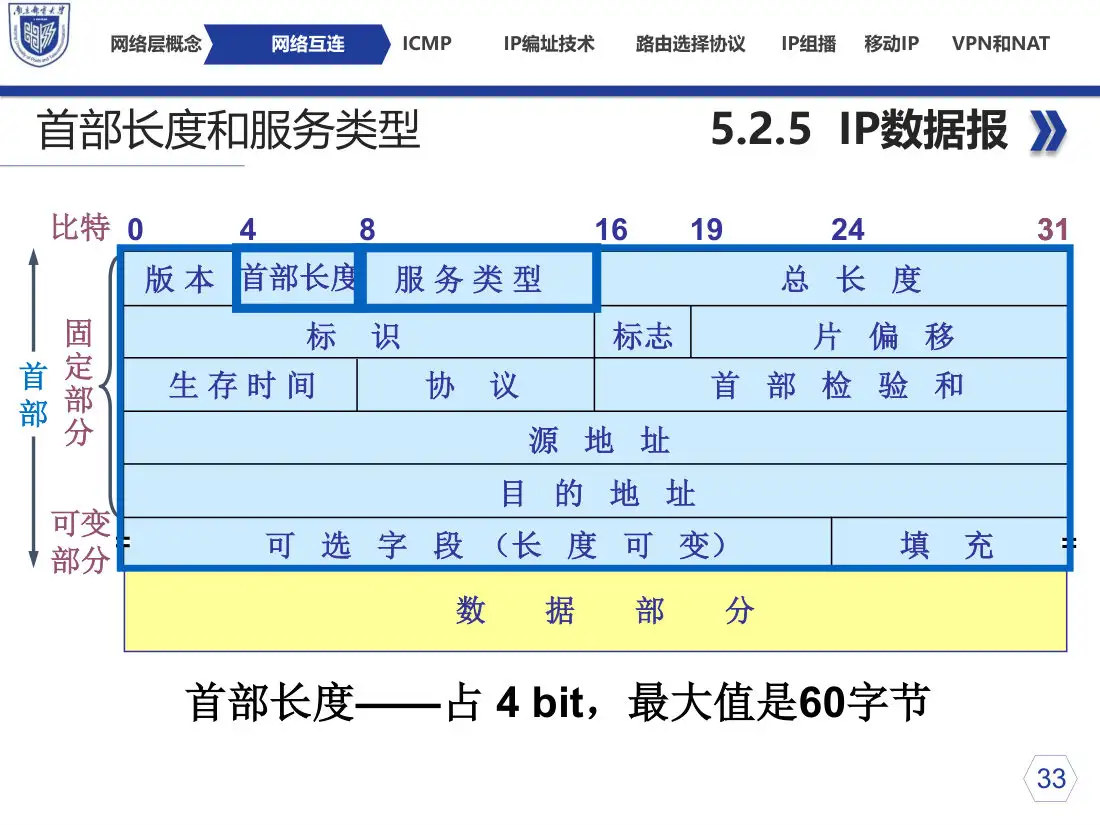 南京邮电大学
网络层概念 网络互连 ICMP IP编址技术 路由选择协议 IP组播 移动IP VPN和NAT
首部长度和服务类型
5.2.5 IP数据报
比特 0 4 8 16 19 24 31
版本 首部长度 服务类型 总长度
标识 标志 片偏移
生存时间 协议 首部检验和
源地址
目的地址
可选字段（长度可变） 填充
数据部分
首部
固定部分
可变
部分
= =
首部长度——占 4 bit，最大值是60字节
33